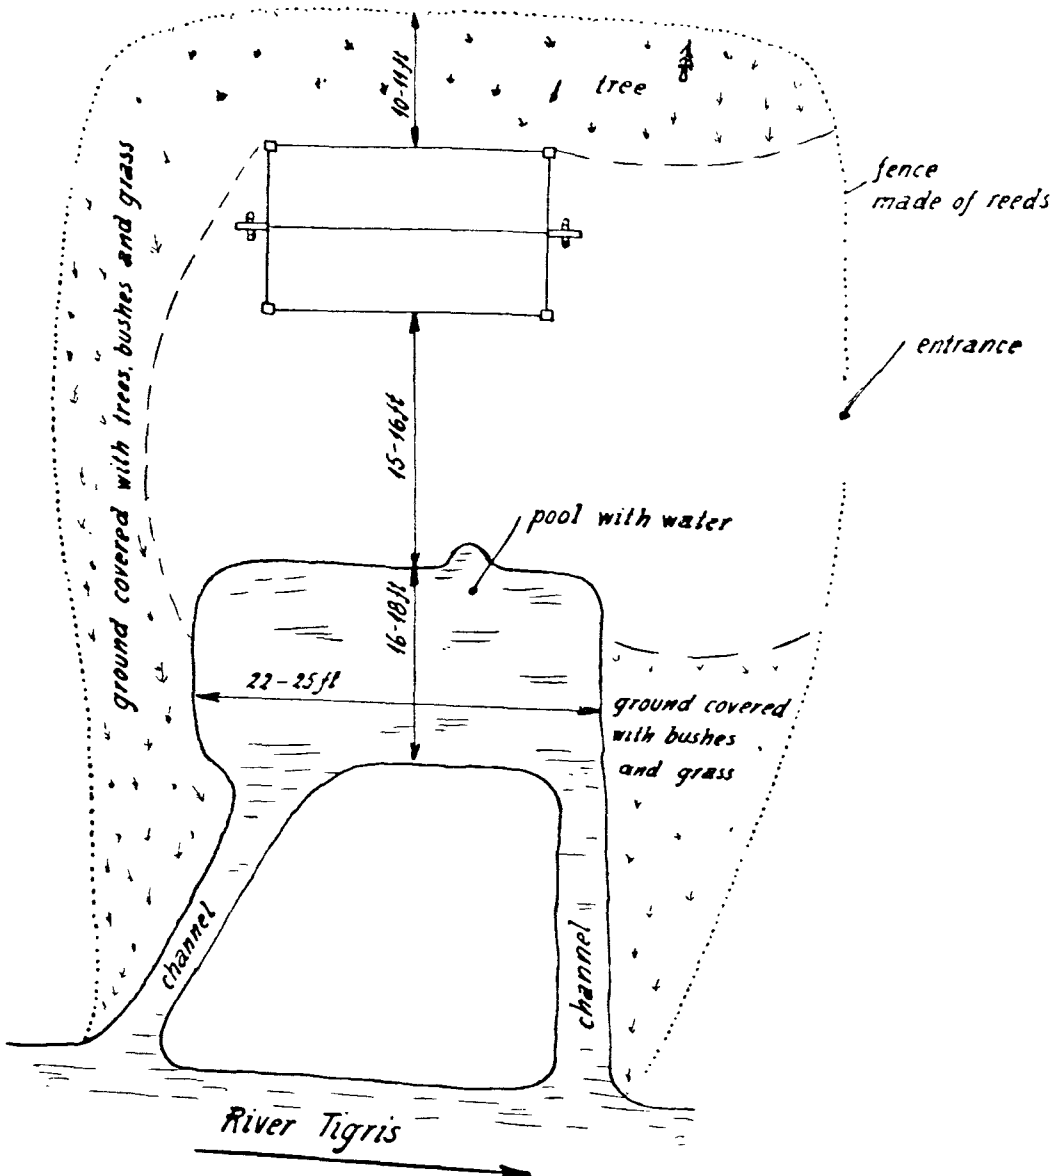 10-11ft
tree
fence
made of reeds
ground covered with trees, bushes and grass
entrance
15-16ft
pool with water
16-18ft
22-25ft
ground covered
with bushes
and grass
channel
channel
River Tigris